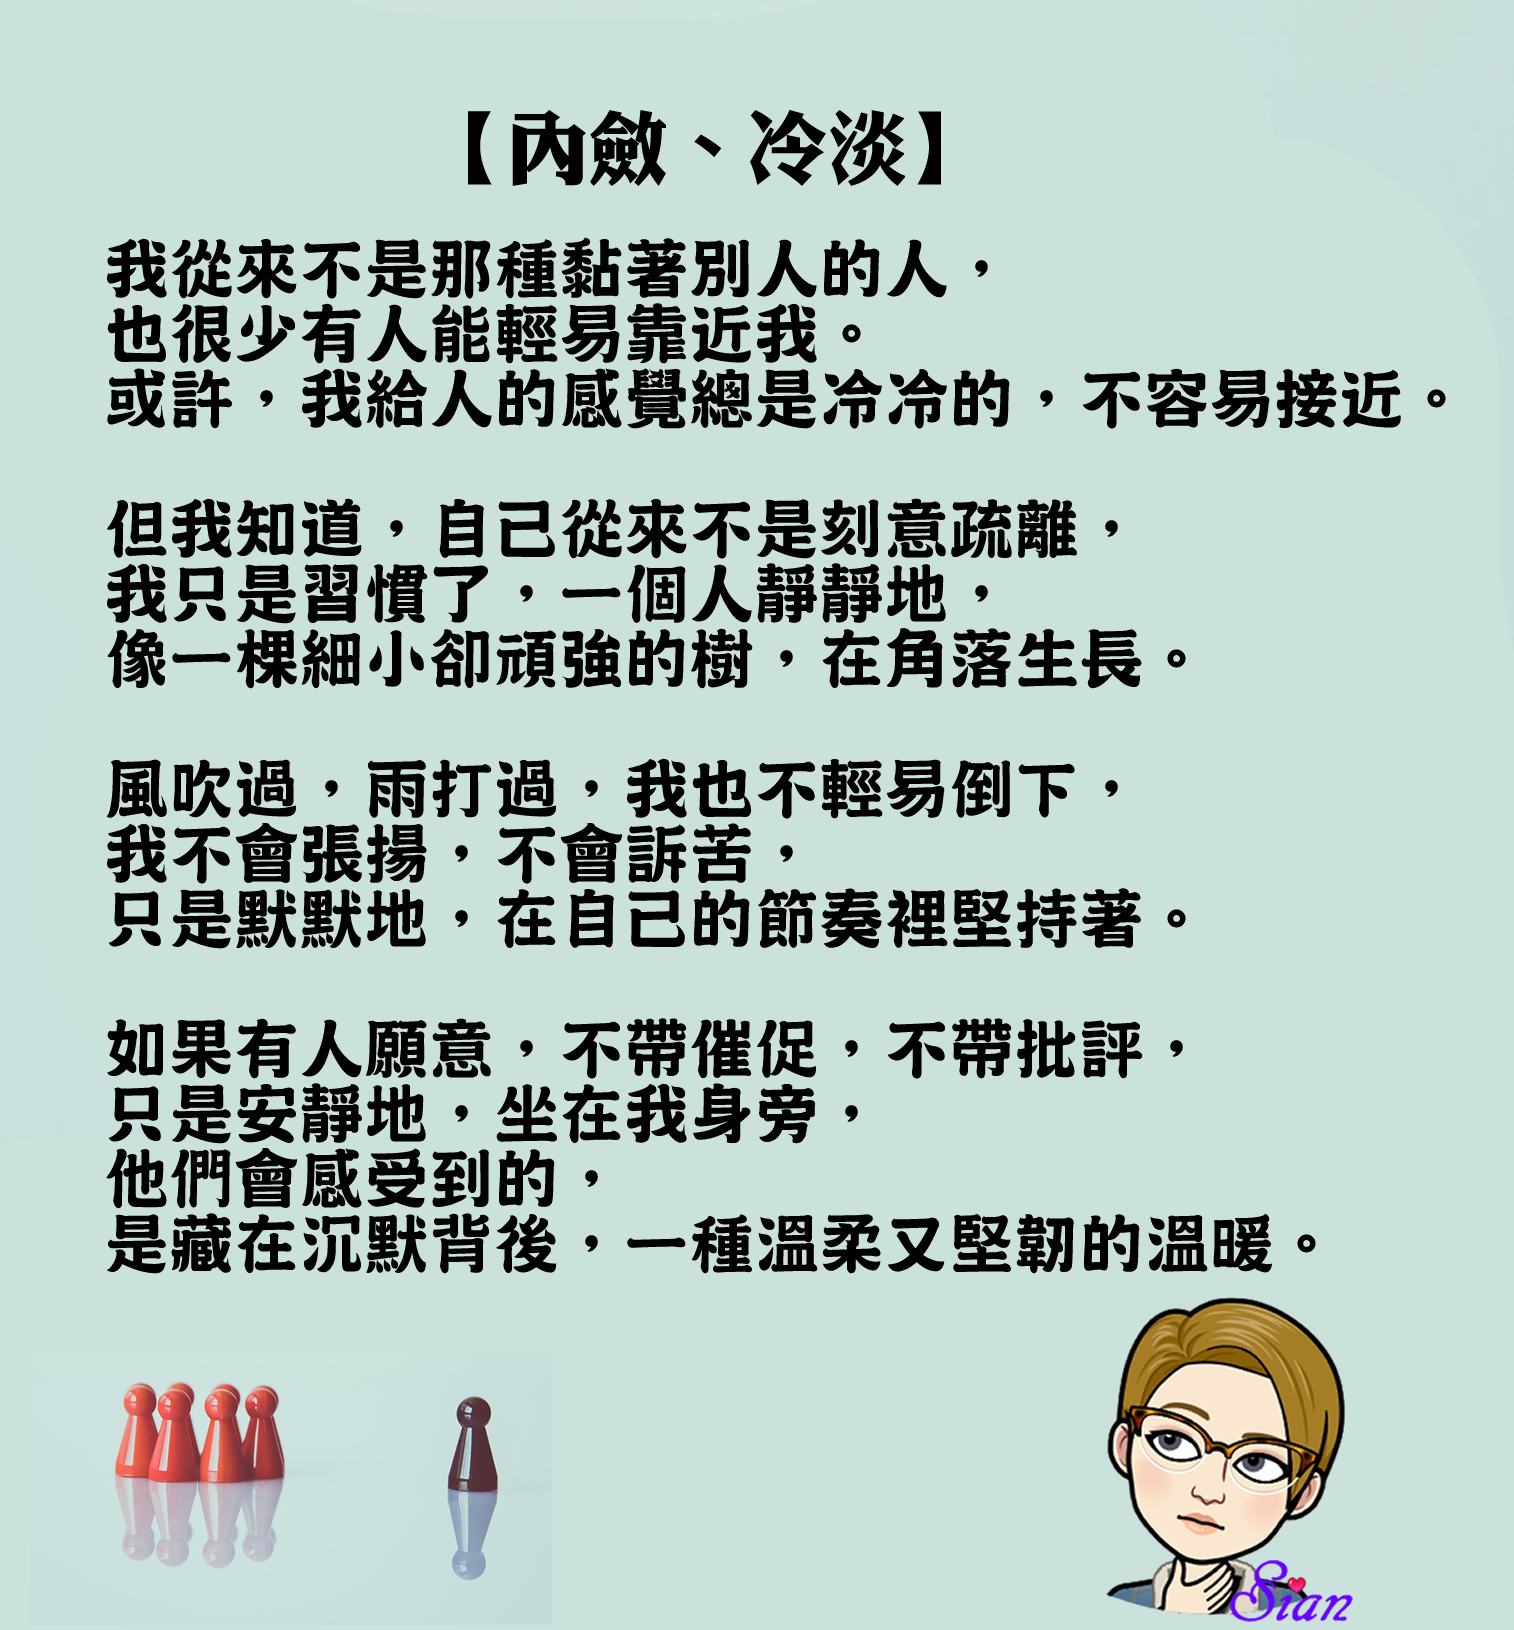 【內斂、冷淡】
我從來不是那種黏著別人的人，
也很少有人能輕易靠近我。
或許，我給人的感覺總是冷冷的，不容易接近。
但我知道，自己從來不是刻意疏離，
我只是習慣了，一個人靜靜地，
像一棵細小卻頑強的樹，在角落生長。
風吹過，雨打過，我也不輕易倒下，
我不會張揚，不會訴苦，
只是默默地，在自己的節奏裡堅持著。
如果有人願意，不帶催促，不帶批評，
只是安靜地，坐在我身旁，
他們會感受到的，
是藏在沉默背後，一種溫柔又堅韌的溫暖。
Sian